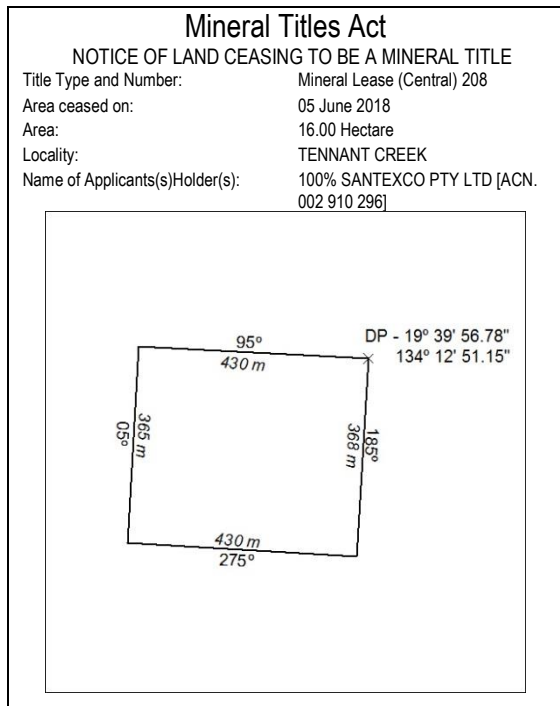 Mineral Titles Act
NOTICE OF LAND CEASING TO BE A MINERAL TITLE
Title Type and Number: Mineral Lease (Central) 208
Area ceased on: 05 June 2018
Area: 16.00 Hectare
Locality: TENNANT CREEK
Name of Applicants(s)Holder(s): 100% SANTEXCO PTY LTD [ACN.
002 910 296]
DP - 19º 39' 56.78"
134º 12' 51.15"
95º
430 m
05º
365 m
368 m
185º
430 m
275º